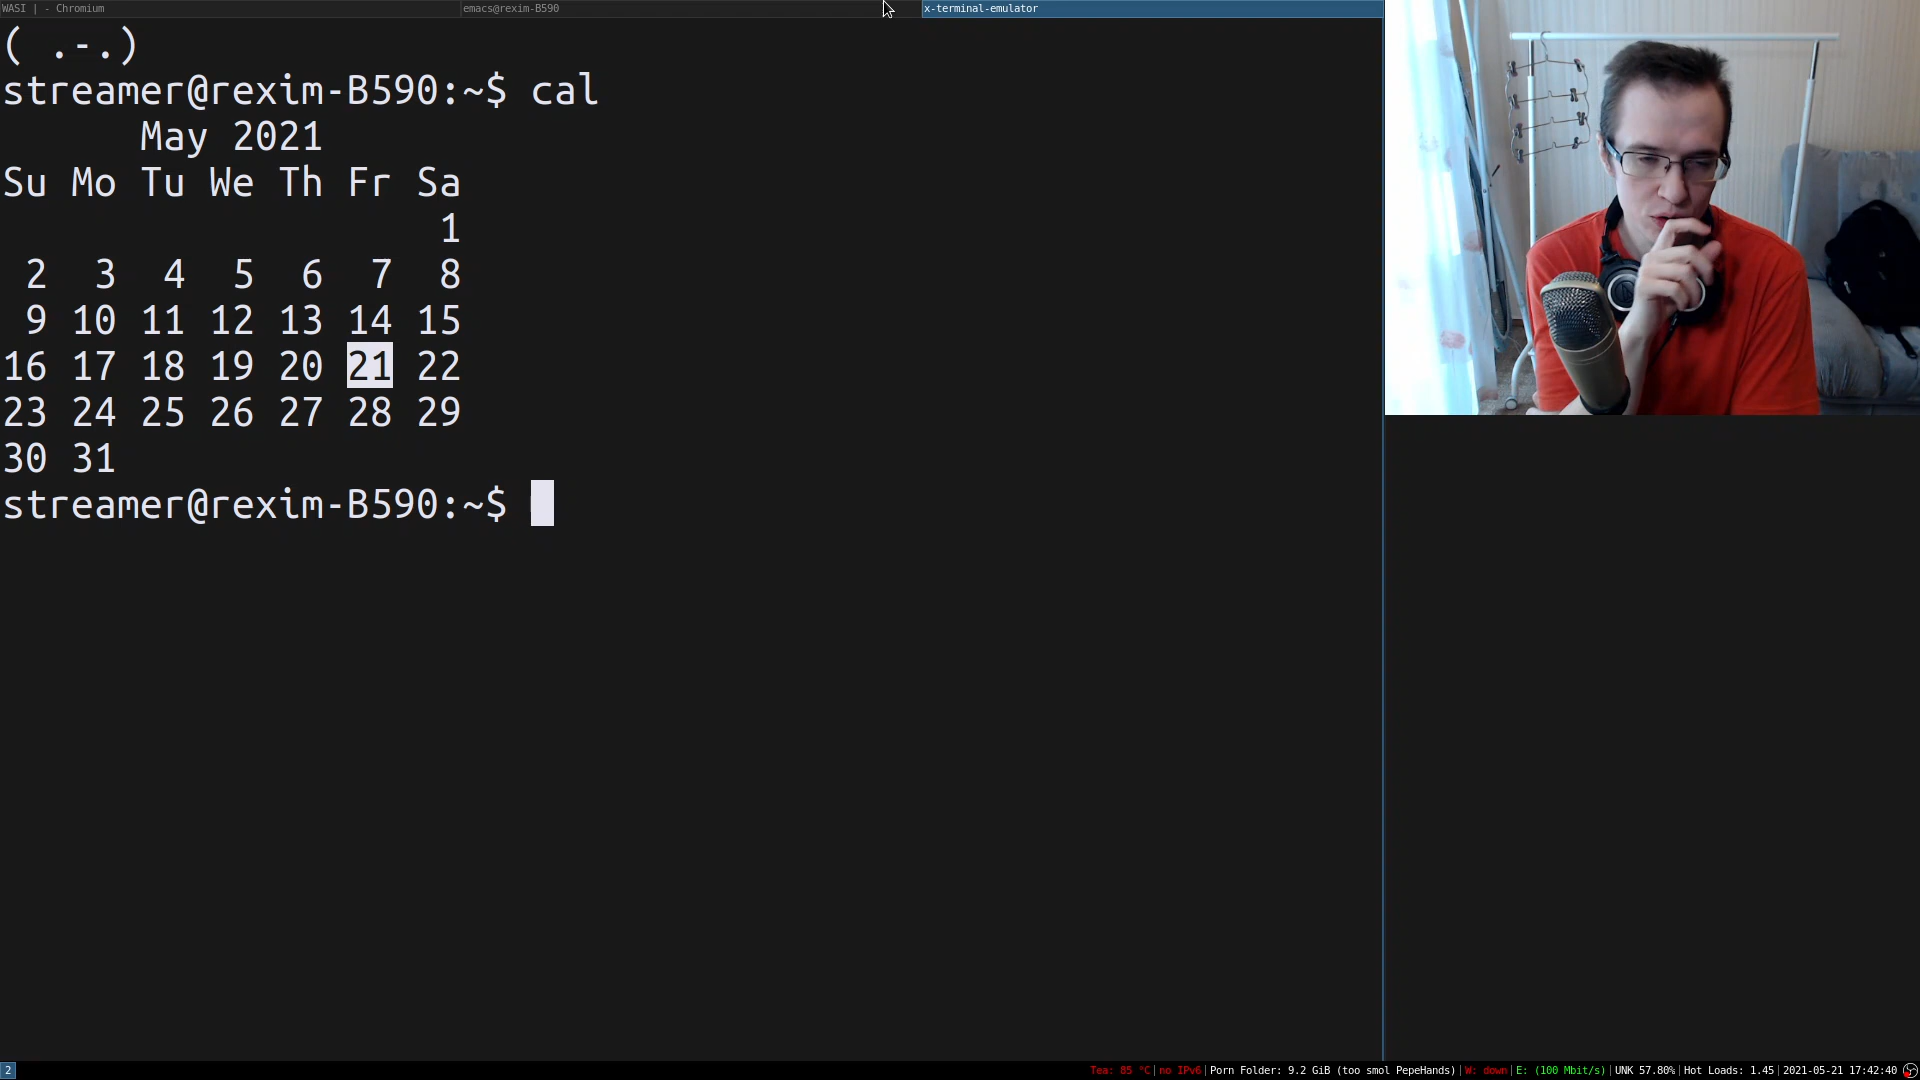 WASI | - Chromium
emacs@rexim-B590
x-terminal-emulator
( .-.)
streamer@rexim-B590:~$ cal
May 2021
Su Mo Tu We Th Fr Sa
1
2 3 4 5 6 7 8
9 10 11 12 13 14 15
16 17 18 19 20 21 22
23 24 25 26 27 28 29
30 31
streamer@rexim-B590:~$
2
Tea: 85 °C|no IPv6|Porn Folder: 9.2 GiB (too smol PepeHands)|W: down|E: (100 Mbit/s)|UNK 57.80%|Hot Loads: 1.45|2021-05-21 17:42:40